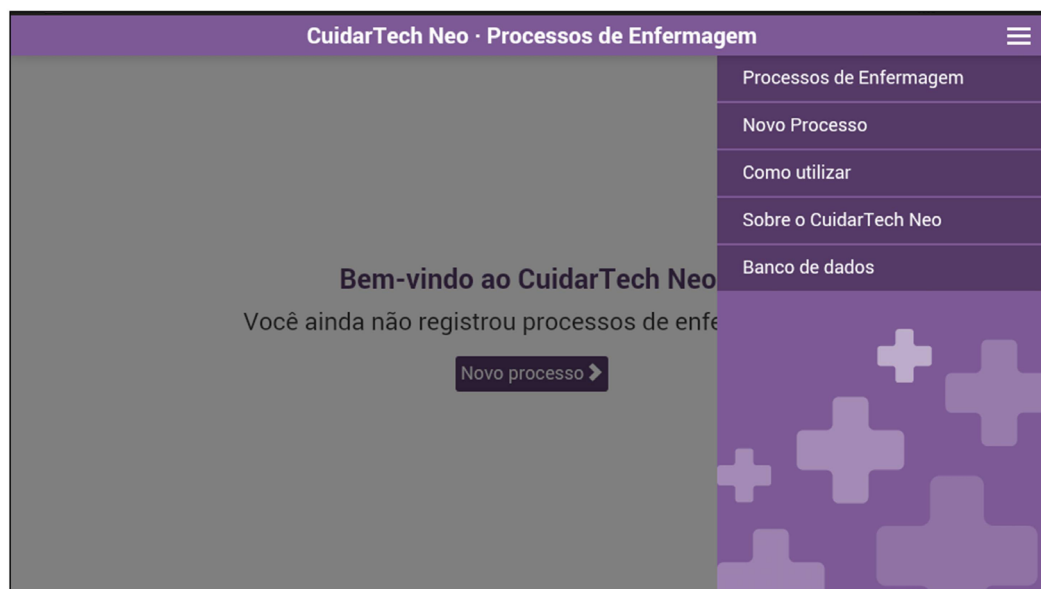 CuidarTech Neo · Processos de Enfermagem
Processos de Enfermagem
Novo Processo
Como utilizar
Sobre o CuidarTech Neo
Banco de dados
Bem-vindo ao CuidarTech Neo
Você ainda não registrou processos de enfe
Novo processo